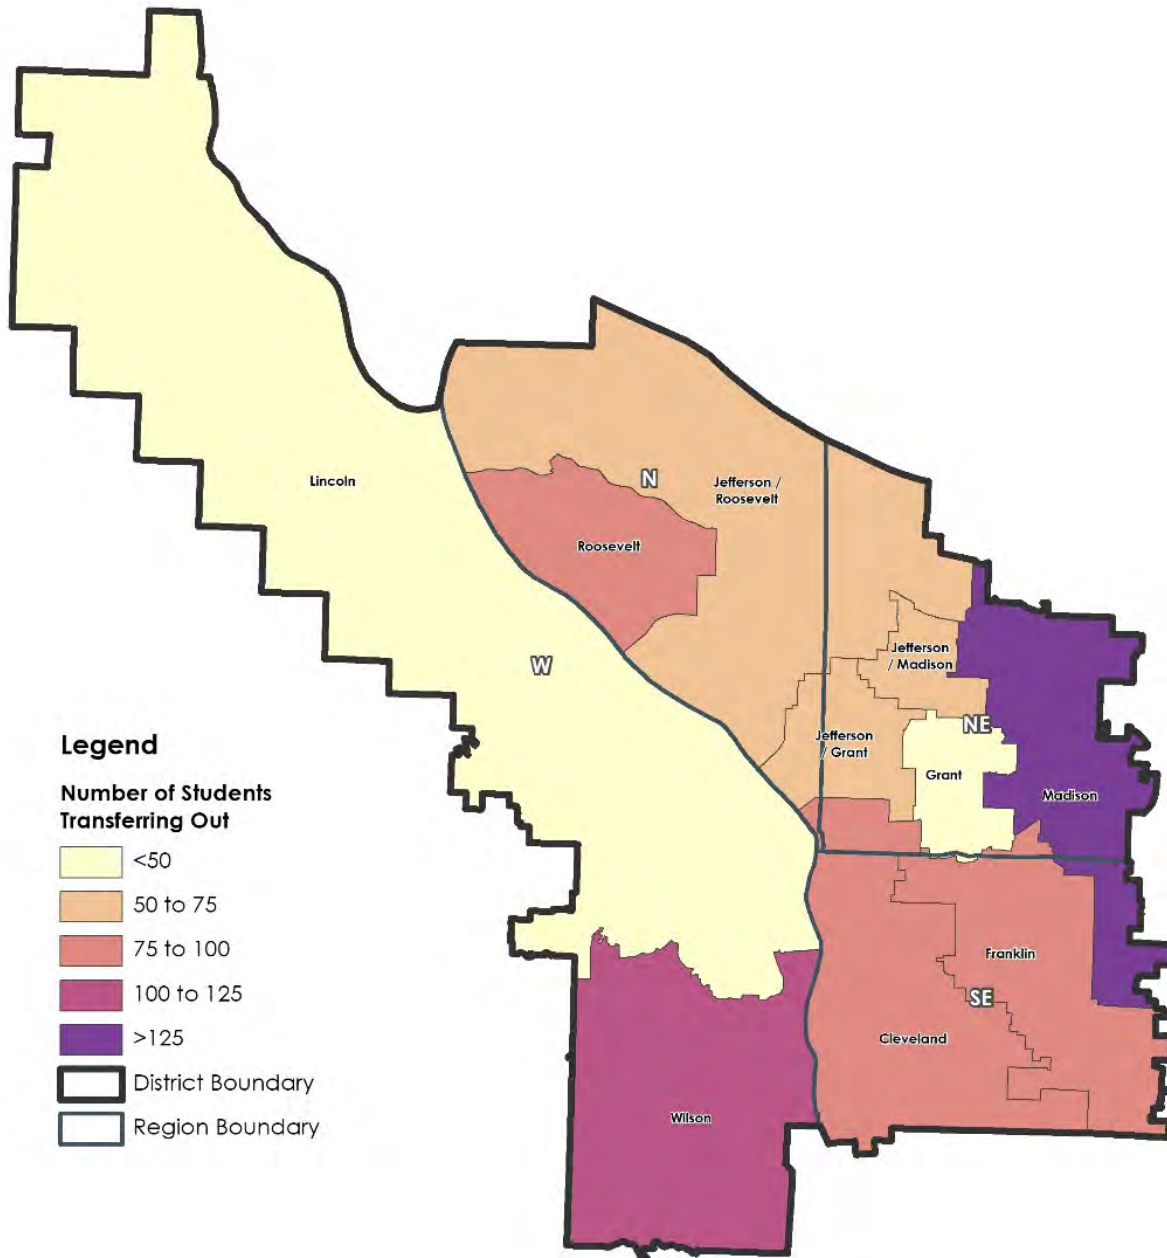 Lincoln
N
Jefferson /
Roosevelt
Roosevelt
W
Jefferson
/ Madison
NE
Jefferson
/ Grant
Grant
Madison
Franklin
SE
Cleveland
Wilson
Legend
Number of Students
Transferring Out
<50
50 to 75
75 to 100
100 to 125
>125
District Boundary
Region Boundary